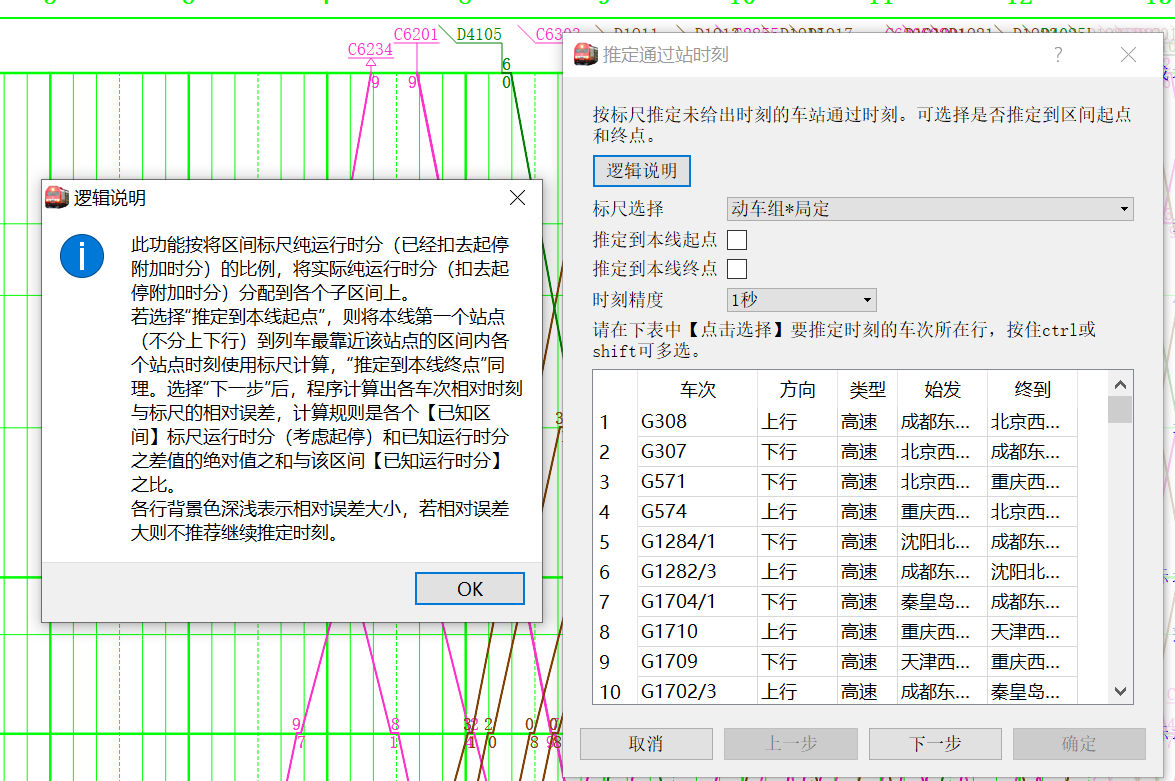 C6201
D4105
C6234
6
0
9
9
推定通过站时刻
?
按标尺推定未给出时刻的车站通过时刻。可选择是否推定到区间起点
和终点。
逻辑说明
标尺选择 动车组*局定
推定到本线起点
推定到本线终点
时刻精度 1秒
请在下表中【点击选择】要推定时刻的车次所在行，按住ctrl或
shift可多选。
车次 方向 类型 始发 终到
1 G308 上行 高速 成都东... 北京西...
2 G307 下行 高速 北京西... 成都东...
3 G571 下行 高速 北京西... 重庆西...
4 G574 上行 高速 重庆西... 北京西...
5 G1284/1 下行 高速 沈阳北... 成都东...
6 G1282/3 上行 高速 成都东... 沈阳北...
7 G1704/1 下行 高速 秦皇岛... 成都东...
8 G1710 上行 高速 重庆西... 天津西...
9 G1709 下行 高速 天津西... 重庆西...
10 G1702/3 上行 高速 成都东... 秦皇岛...
取消 上一步 下一步 确定
逻辑说明
此功能按将区间标尺纯运行时分（已经扣去起停
附加时分）的比例，将实际纯运行时分（扣去起
停附加时分）分配到各个子区间上。
若选择"推定到本线起点"，则将本线第一个站点
（不分上下行）到列车最靠近该站点的区间内各
个站点时刻使用标尺计算，"推定到本线终点"同
理。选择"下一步"后，程序计算出各车次相对时刻
与标尺的相对误差，计算规则是各个【已知区
间】标尺运行时分（考虑起停）和已知运行时分
之差值的绝对值之和与该区间【已知运行时分】
之比。
各行背景色深浅表示相对误差大小，若相对误差
大则不推荐继续推定时刻。
OK
9
7
8
1
2
0
0
8